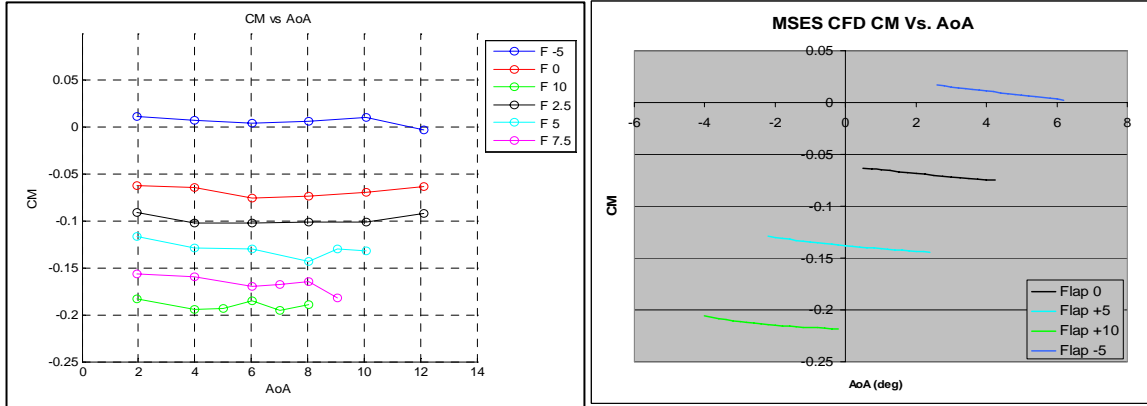 CM vs AoA
0.05
0
-0.05
-0.1
-0.15
-0.2
-0.25
CM
0
2
4
6
8
10
12
14
AoA
F -5
F 0
F 10
F 2.5
F 5
F 7.5
MSES CFD CM Vs. AoA
0.05
0
-0.05
-0.1
-0.15
-0.2
-0.25
-6
-4
-2
0
2
4
6
8
CM
AoA (deg)
Flap 0
Flap +5
Flap +10
Flap -5